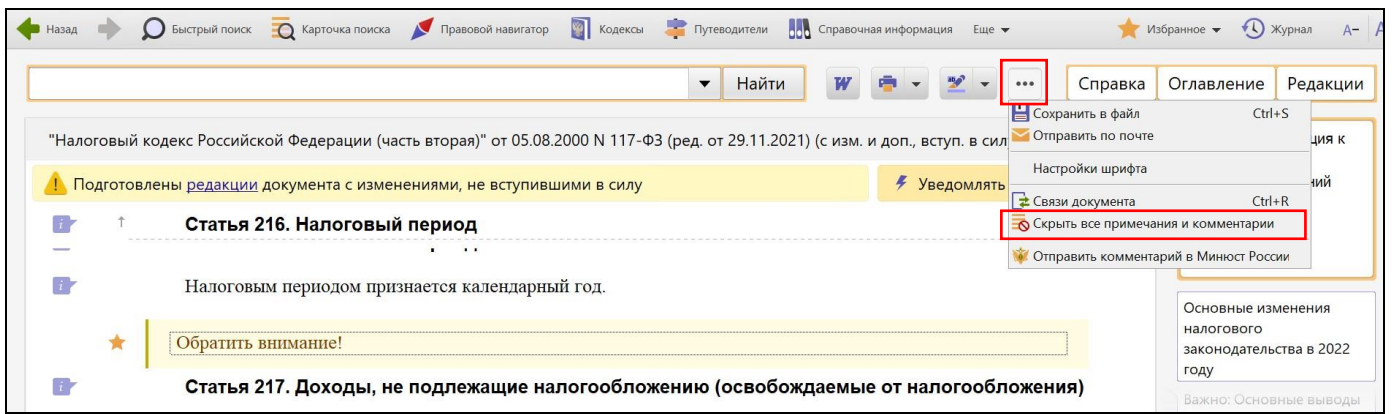 Назад Быстрый поиск Карточка поиска Правовой навигатор Кодексы Путеводители Справочная информация Еще Избранное Журнал А−
Найти W ••• Справка Оглавление Редакции
Сохранить в файл Ctrl+S
"Налоговый кодекс Российской Федерации (часть вторая)" от 05.08.2000 N 117-ФЗ (ред. от 29.11.2021) (с изм. и доп., вступ. в сил
Отправить по почте
Настройки шрифта
Подготовлены редакции документа с изменениями, не вступившими в силу Уведомлять
Связи документа Ctrl+R
Статья 216. Налоговый период
Скрыть все примечания и комментарии
Отправить комментарий в Минюст России
Налоговым периодом признается календарный год.
Основные изменения
налогового
законодательства в 2022
году
Обратить внимание!
Статья 217. Доходы, не подлежащие налогообложению (освобождаемые от налогообложения)
Важно: Основные выводы